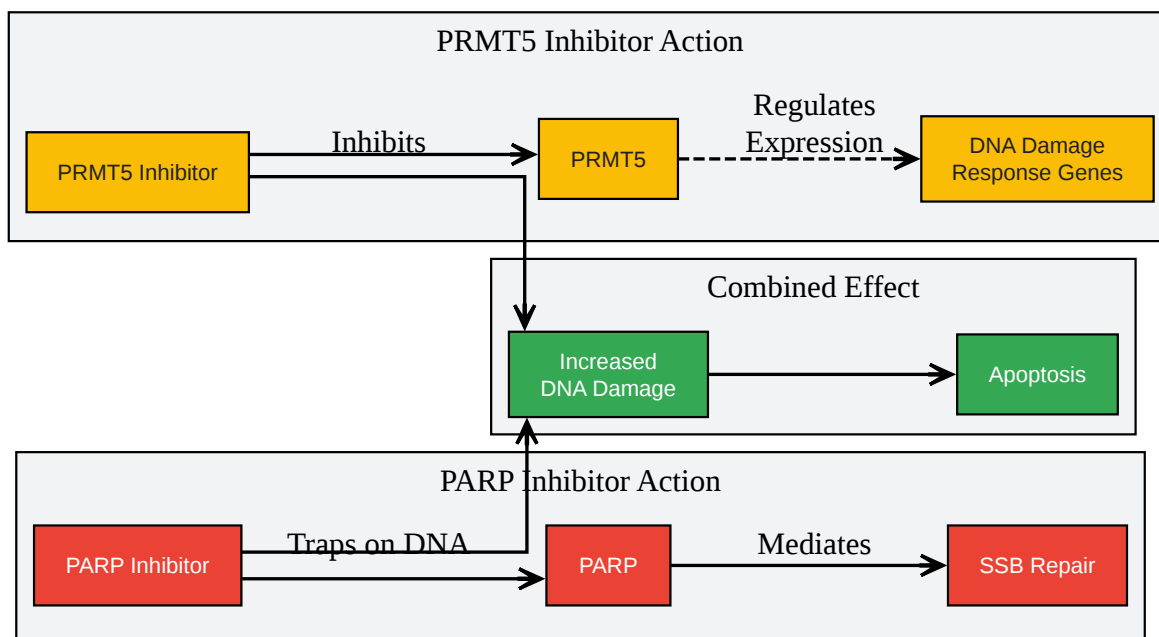 PRMT5 Inhibitor Action
Regulates
Expression
Inhibits
PRMT5 Inhibitor
PRMT5
DNA Damage
Response Genes
Combined Effect
Increased
DNA Damage
Apoptosis
PARP Inhibitor Action
Traps on DNA
Mediates
PARP Inhibitor
PARP
SSB Repair